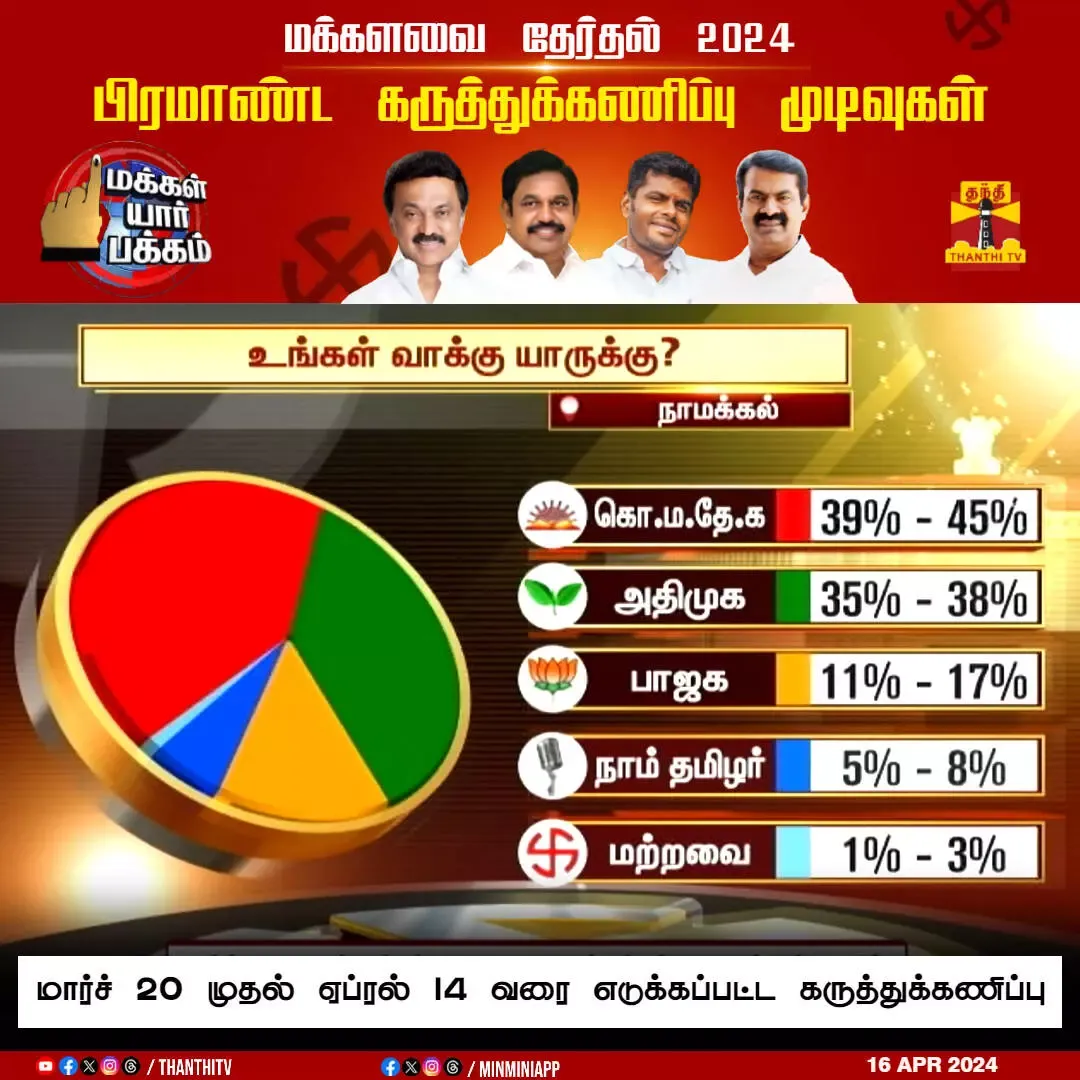 மக்களவை தேர்தல் 2024
பிரமாண்ட கருத்துக்கணிப்பு முடிவுகள்
மக்கள்
யார்
பக்கம்
தந்தி
THANTHI TV
உங்கள் வாக்கு யாருக்கு?
நாமக்கல்
கொ.ம.தே.க 39% - 45%
அதிமுக 35% - 38%
பாஜக 11% - 17%
நாம் தமிழர் 5% - 8%
மற்றவை 1% - 3%
மார்ச் 20 முதல் ஏப்ரல் 14 வரை எடுக்கப்பட்ட கருத்துக்கணிப்பு
/ THANTHITV / MINMINIAPP 16 APR 2024